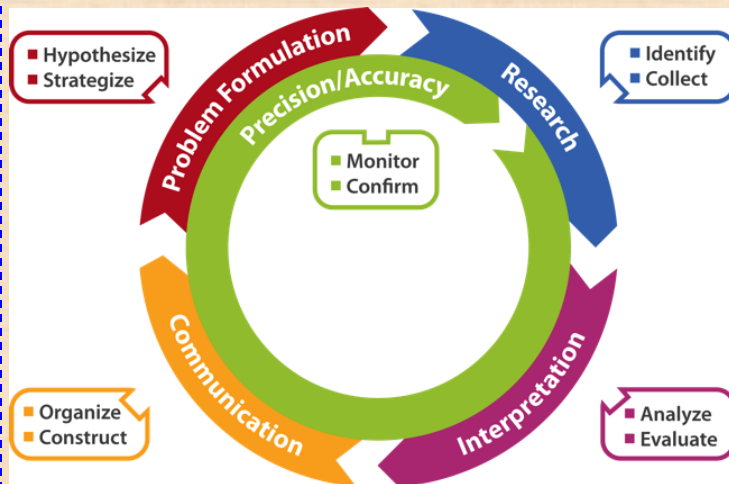 Hypothesize
Strategize
Problem Formulation
Precision/Accuracy
Research
Identify
Collect
Monitor
Confirm
Communication
Interpretation
Organize
Construct
Analyze
Evaluate